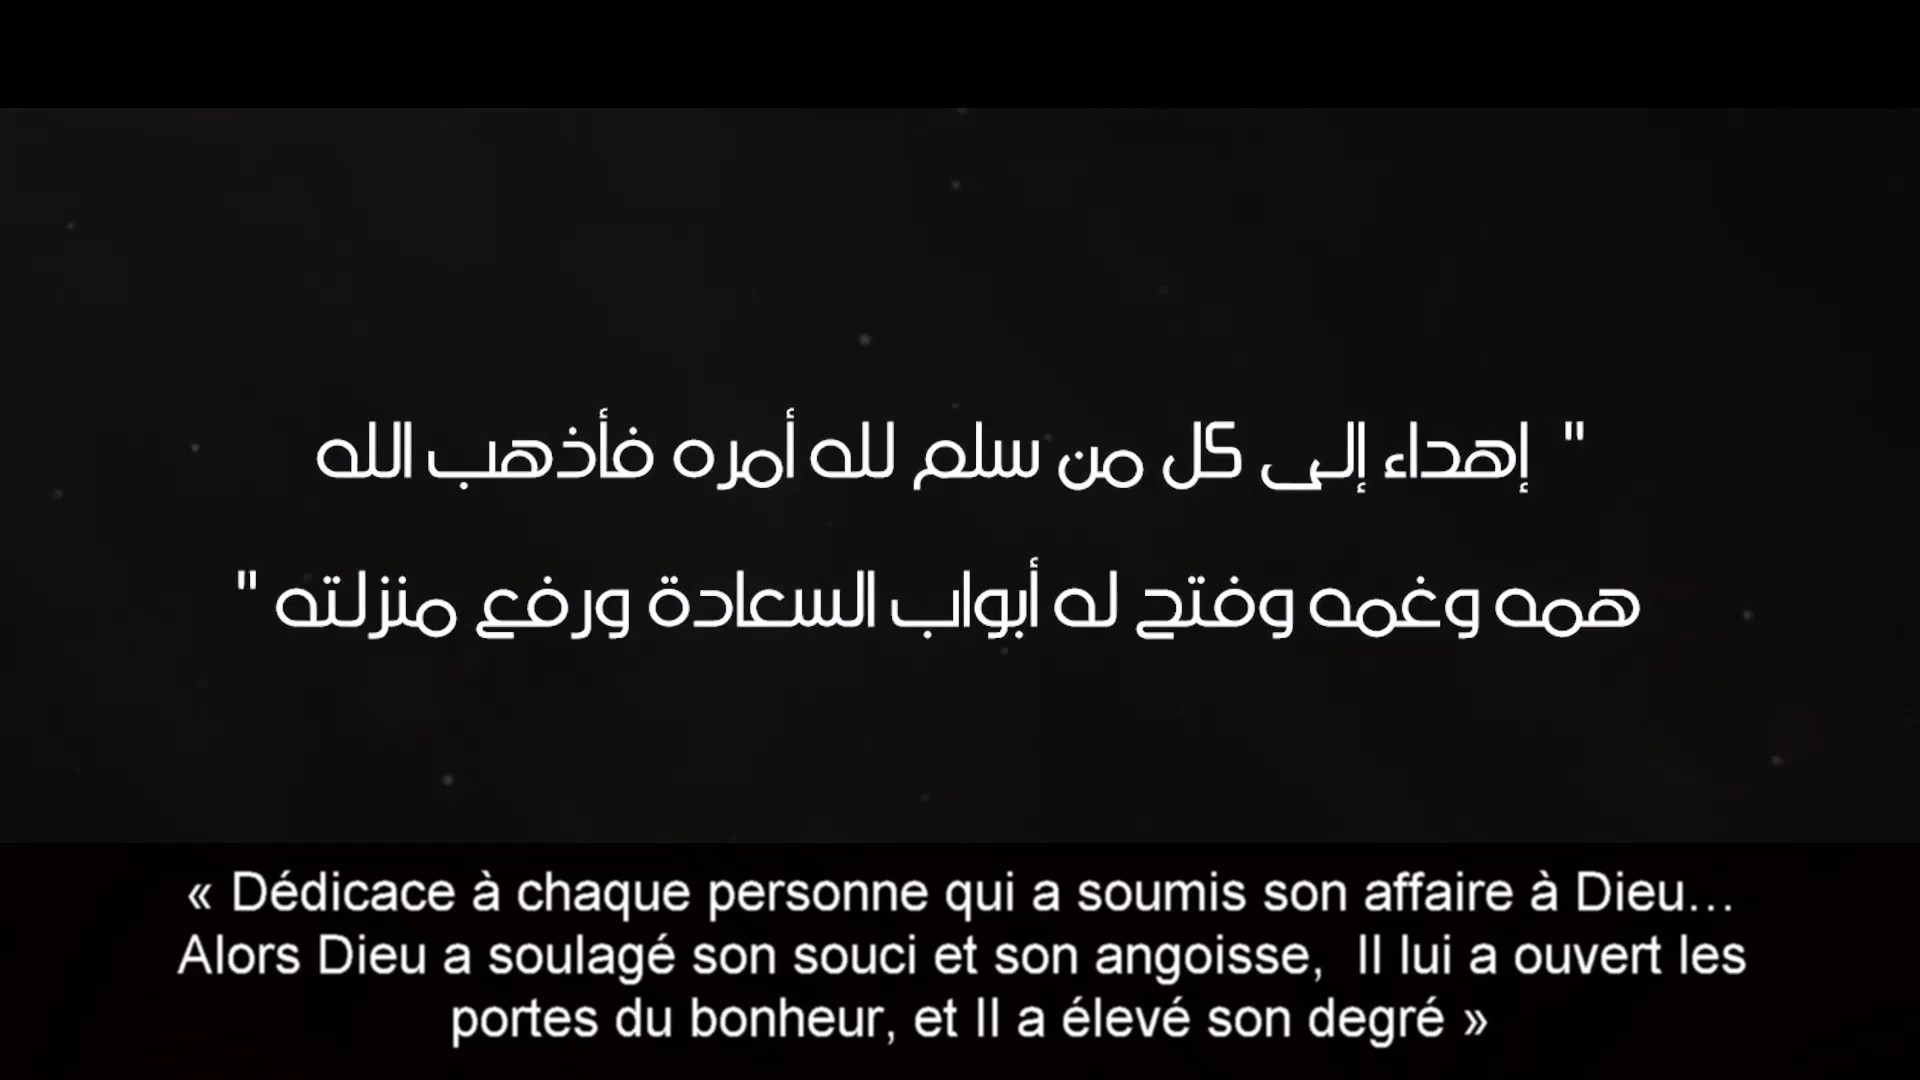 " إهداء إلى كل من سلم لله أمره فأذهب الله
همه وغمه وفتح له أبواب السعادة ورفع منزلته "
« Dédicace à chaque personne qui a soumis son affaire à Dieu…
Alors Dieu a soulagé son souci et son angoisse, Il lui a ouvert les
portes du bonheur, et Il a élevé son degré »